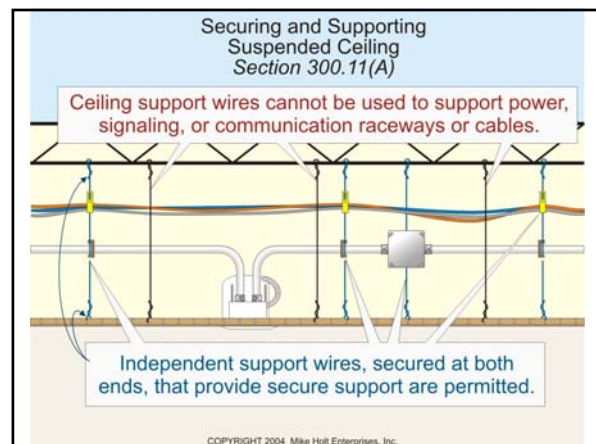 Securing and Supporting
Suspended Ceiling
Section 300.11(A)
Ceiling support wires cannot be used to support power,
signaling, or communication raceways or cables.
Independent support wires, secured at both
ends, that provide secure support are permitted.
COPYRIGHT 2004 Mike Holt Enterprises, Inc.